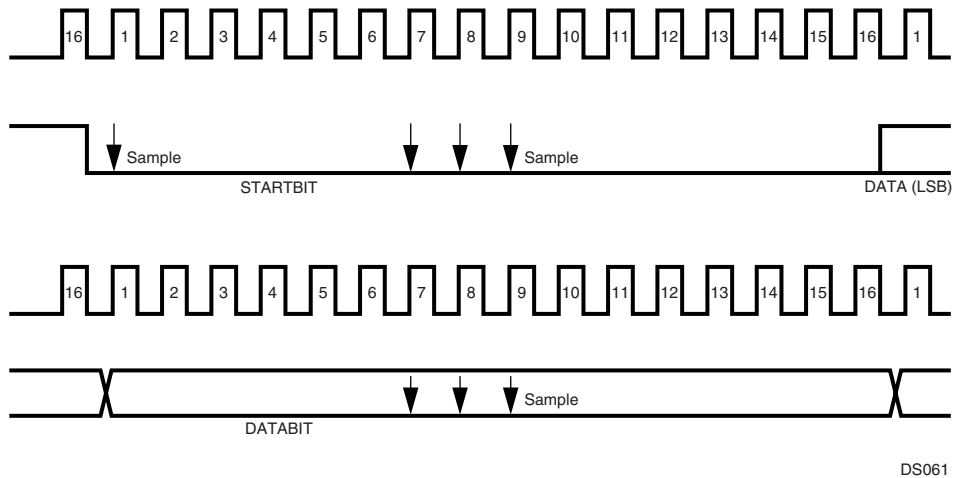 16 1 2 3 4 5 6 7 8 9 10 11 12 13 14 15 16 1
Sample Sample
STARTBIT DATA (LSB)
16 1 2 3 4 5 6 7 8 9 10 11 12 13 14 15 16 1
Sample
DATABIT
DS061